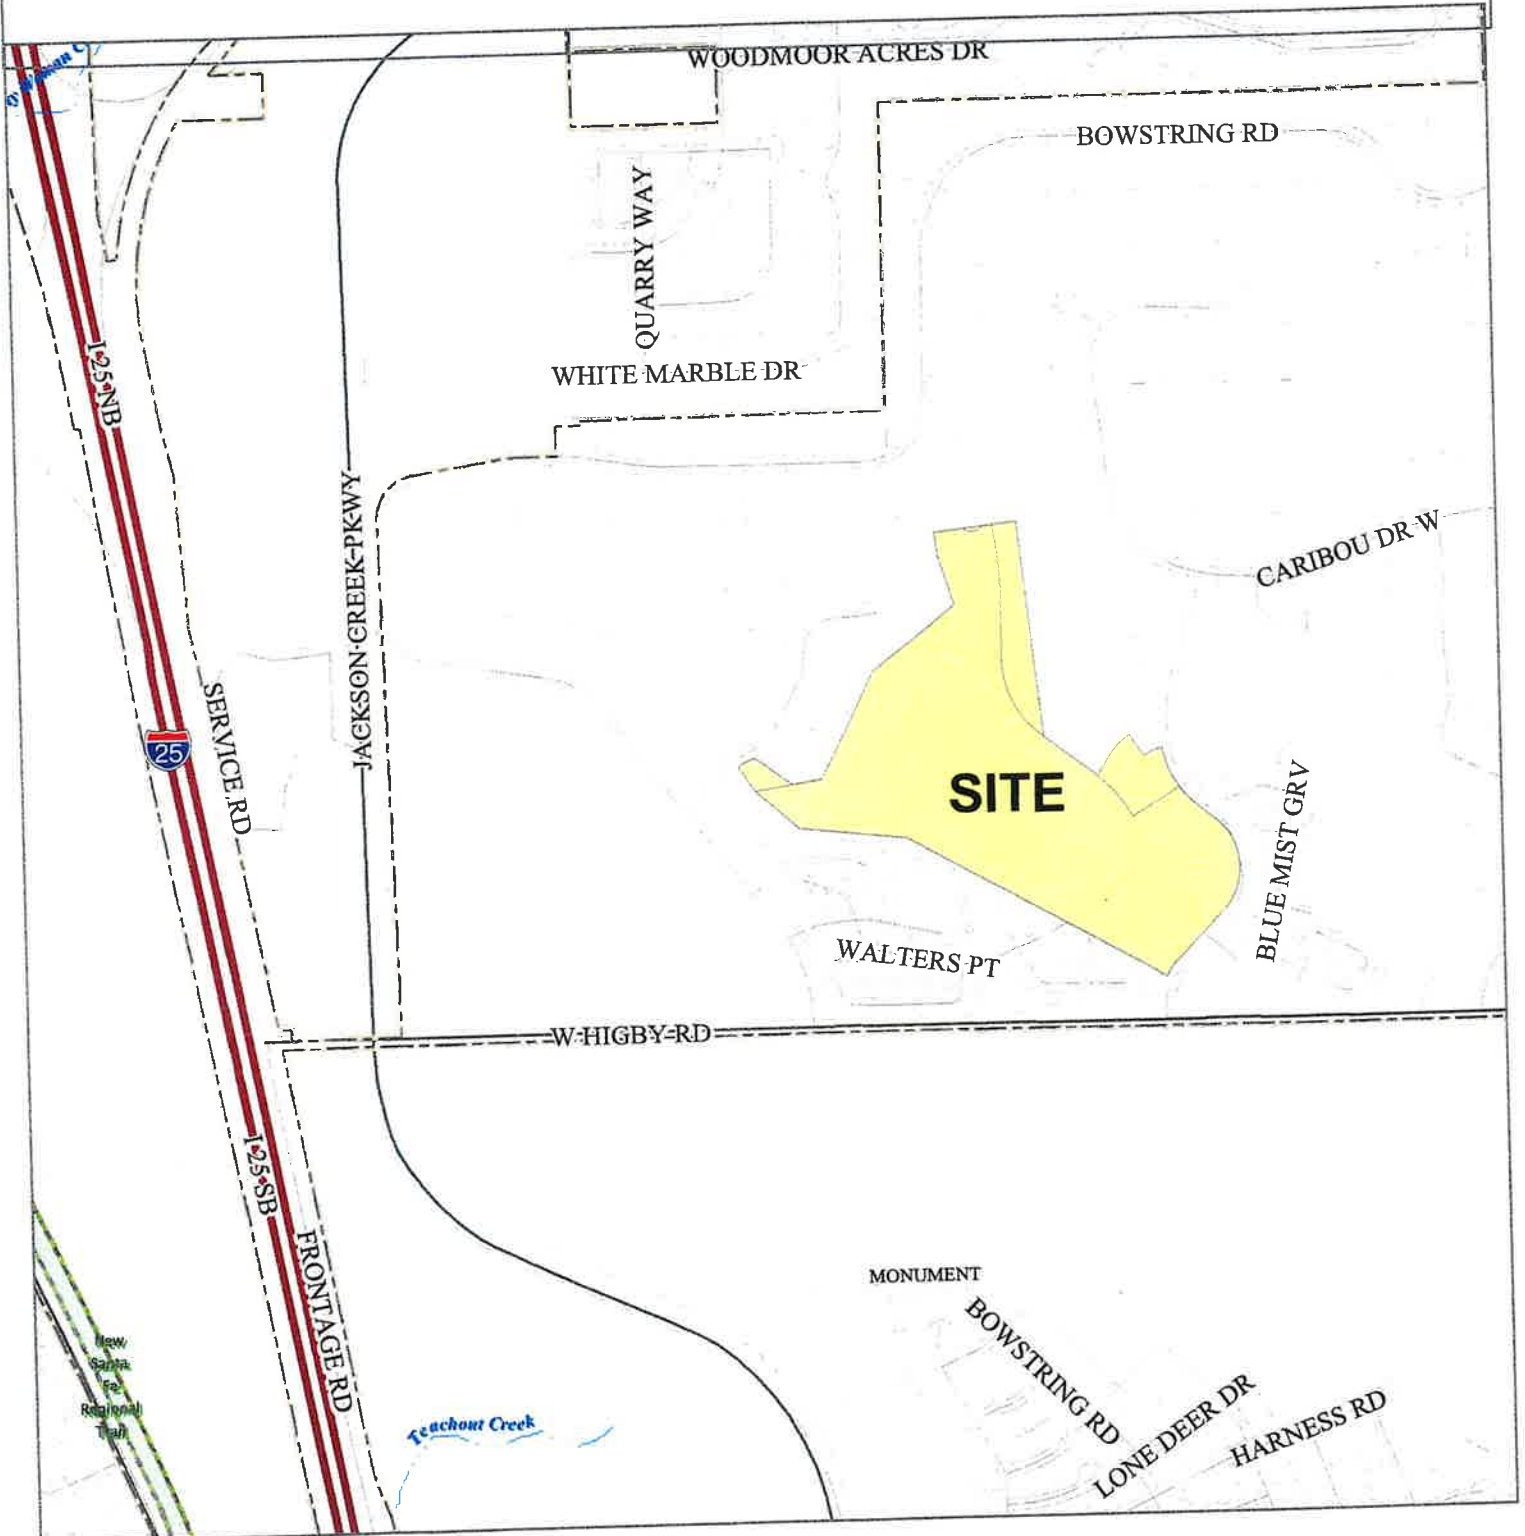 WOODMOOR ACRES DR
BOWSTRING RD
QUARRY WAY
WHITE MARBLE DR
I 25 NB
JACKSON CREEK PKWY
CARIBOU DR W
SERVICE RD
25
SITE
BLUE MIST GRV
WALTERS PT
W HIGBY RD
I 25 SB
FRONTAGE RD
MONUMENT
BOWSTRING RD
New
Santa
Fe
Regional
Trail
Teachout Creek
LONE DEER DR
HARNESS RD